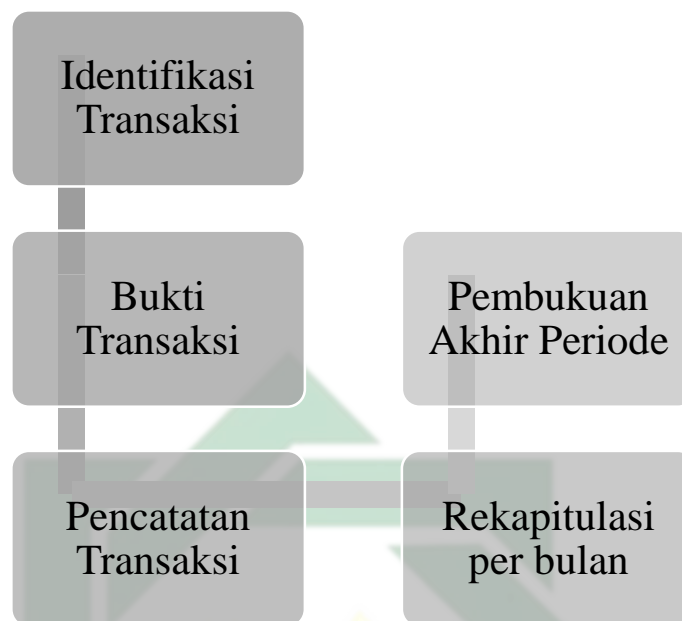 Identifikasi
Transaksi
Bukti
Transaksi
Pencatatan
Transaksi
Rekapitulasi
per bulan
Pembukuan
Akhir Periode